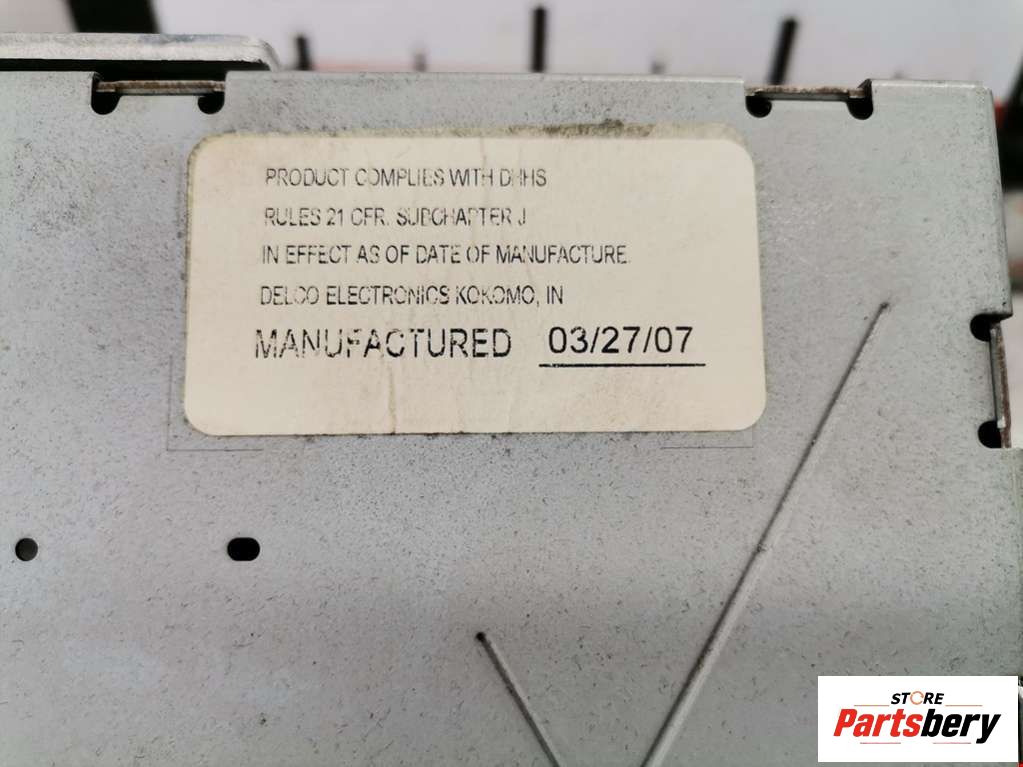 PRODUCT COMPLIES WITH DHHS
RULES 21 CFR. SUBCHAPTER J
IN EFFECT AS OF DATE OF MANUFACTURE.
DELCO ELECTRONICS KOKOMO, IN
MANUFACTURED 03/27/07
STORE
Partsbery